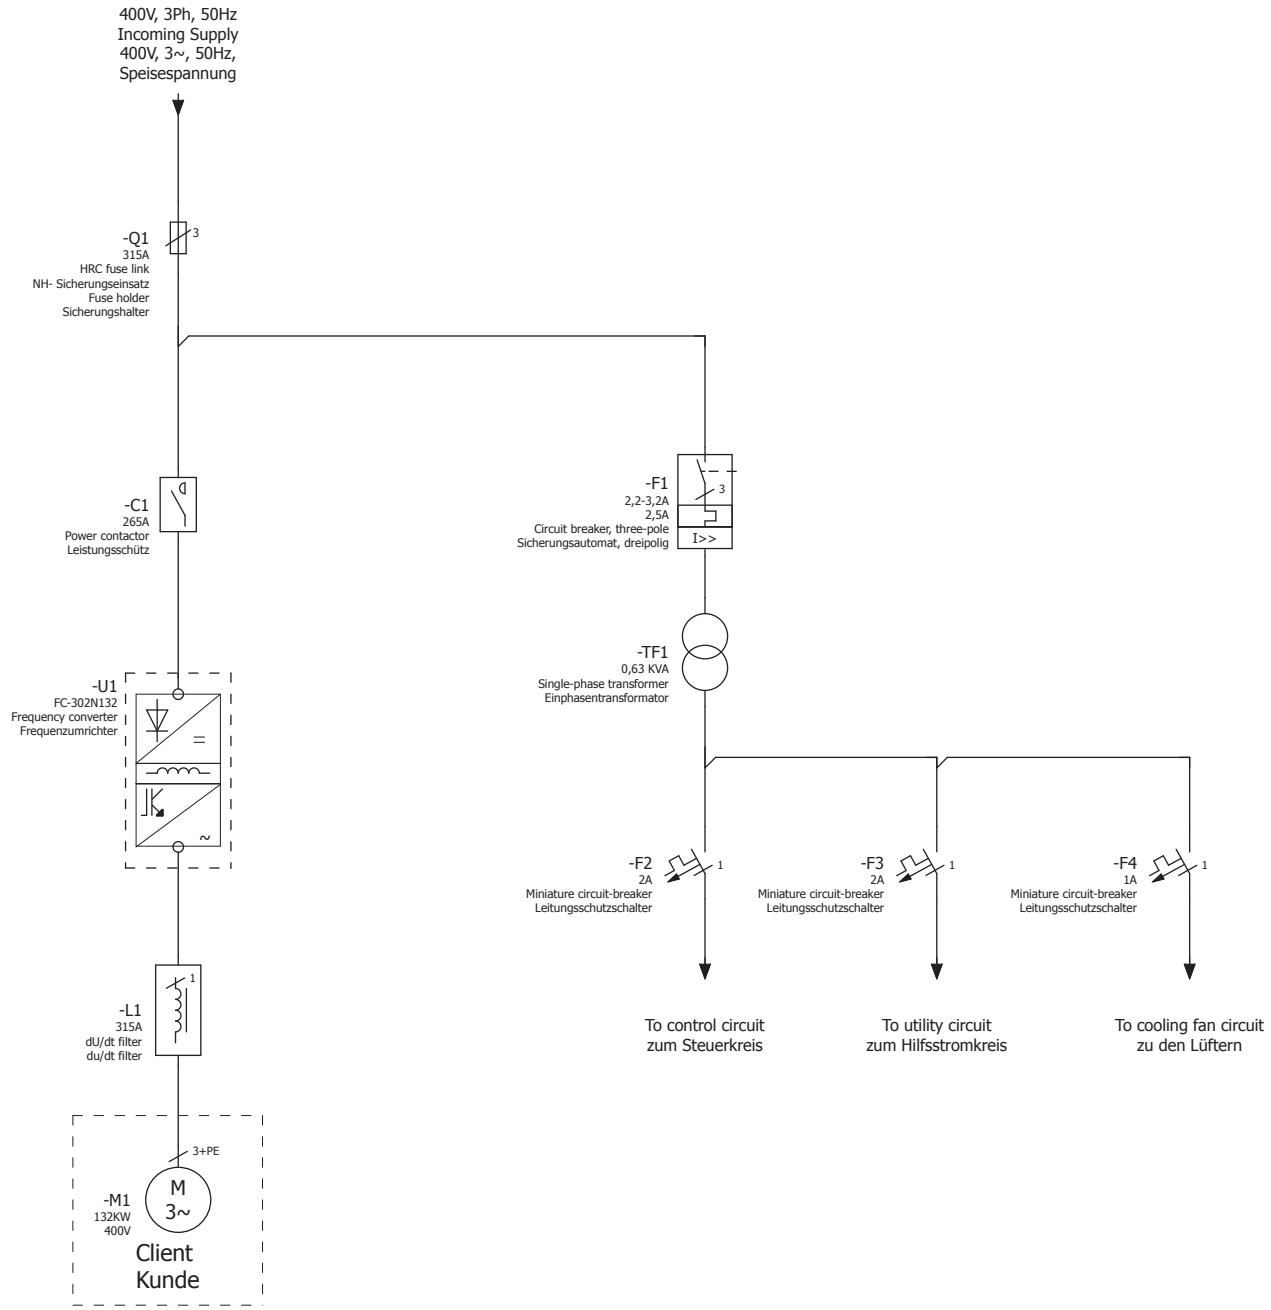 400V, 3Ph, 50Hz
Incoming Supply
400V, 3~, 50Hz,
Speisespannung
-Q1
3
315A
HRC fuse link
NH- Sicherungseinsatz
Fuse holder
Sicherungshalter
-C1
265A
Power contactor
Leistungsschütz
-F1
3
2,2-3,2A
2,5A
Circuit breaker, three-pole
Sicherungsautomat, dreipolig
I>>
-TF1
0,63 KVA
Single-phase transformer
Einphasentransformator
-U1
FC-302N132
Frequency converter
Frequenzumrichter
=
~
-F2
1
2A
Miniature circuit-breaker
Leitungsschutzschalter
-F3
1
2A
Miniature circuit-breaker
Leitungsschutzschalter
-F4
1
1A
Miniature circuit-breaker
Leitungsschutzschalter
To control circuit
zum Steuerkreis
To utility circuit
zum Hilfsstromkreis
To cooling fan circuit
zu den Lüftern
-L1
1
315A
dU/dt filter
du/dt filter
3+PE
-M1
132KW
400V
M
3~
Client
Kunde